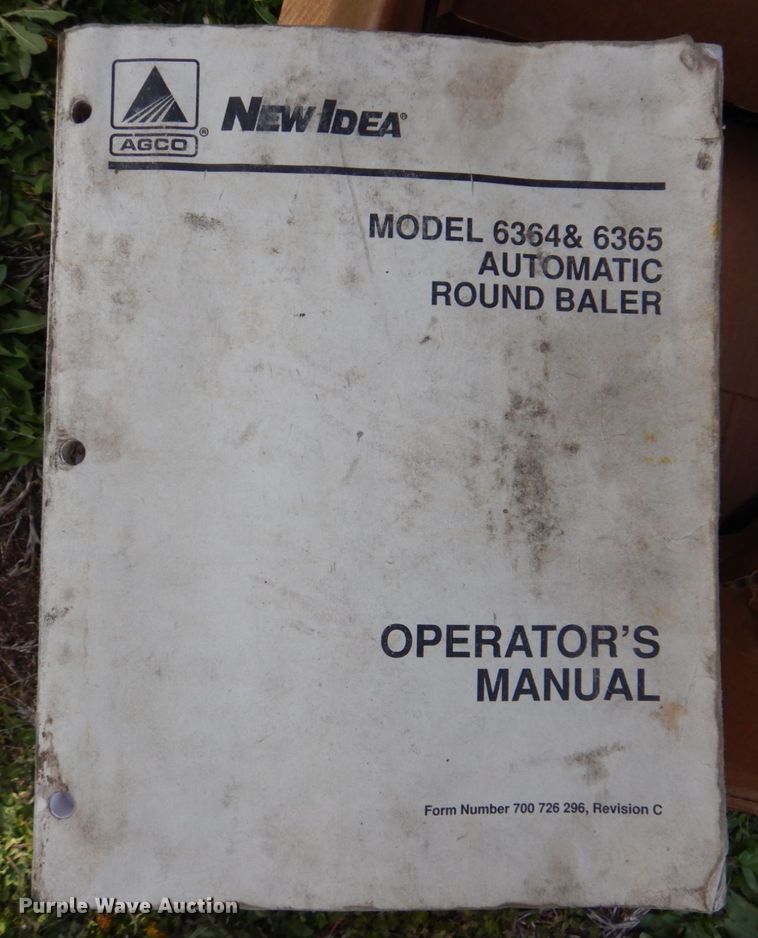 AGCO®
NEW IDEA®
MODEL 6364& 6365
AUTOMATIC
ROUND BALER
OPERATOR'S
MANUAL
Form Number 700 726 296, Revision C
Purple Wave Auction